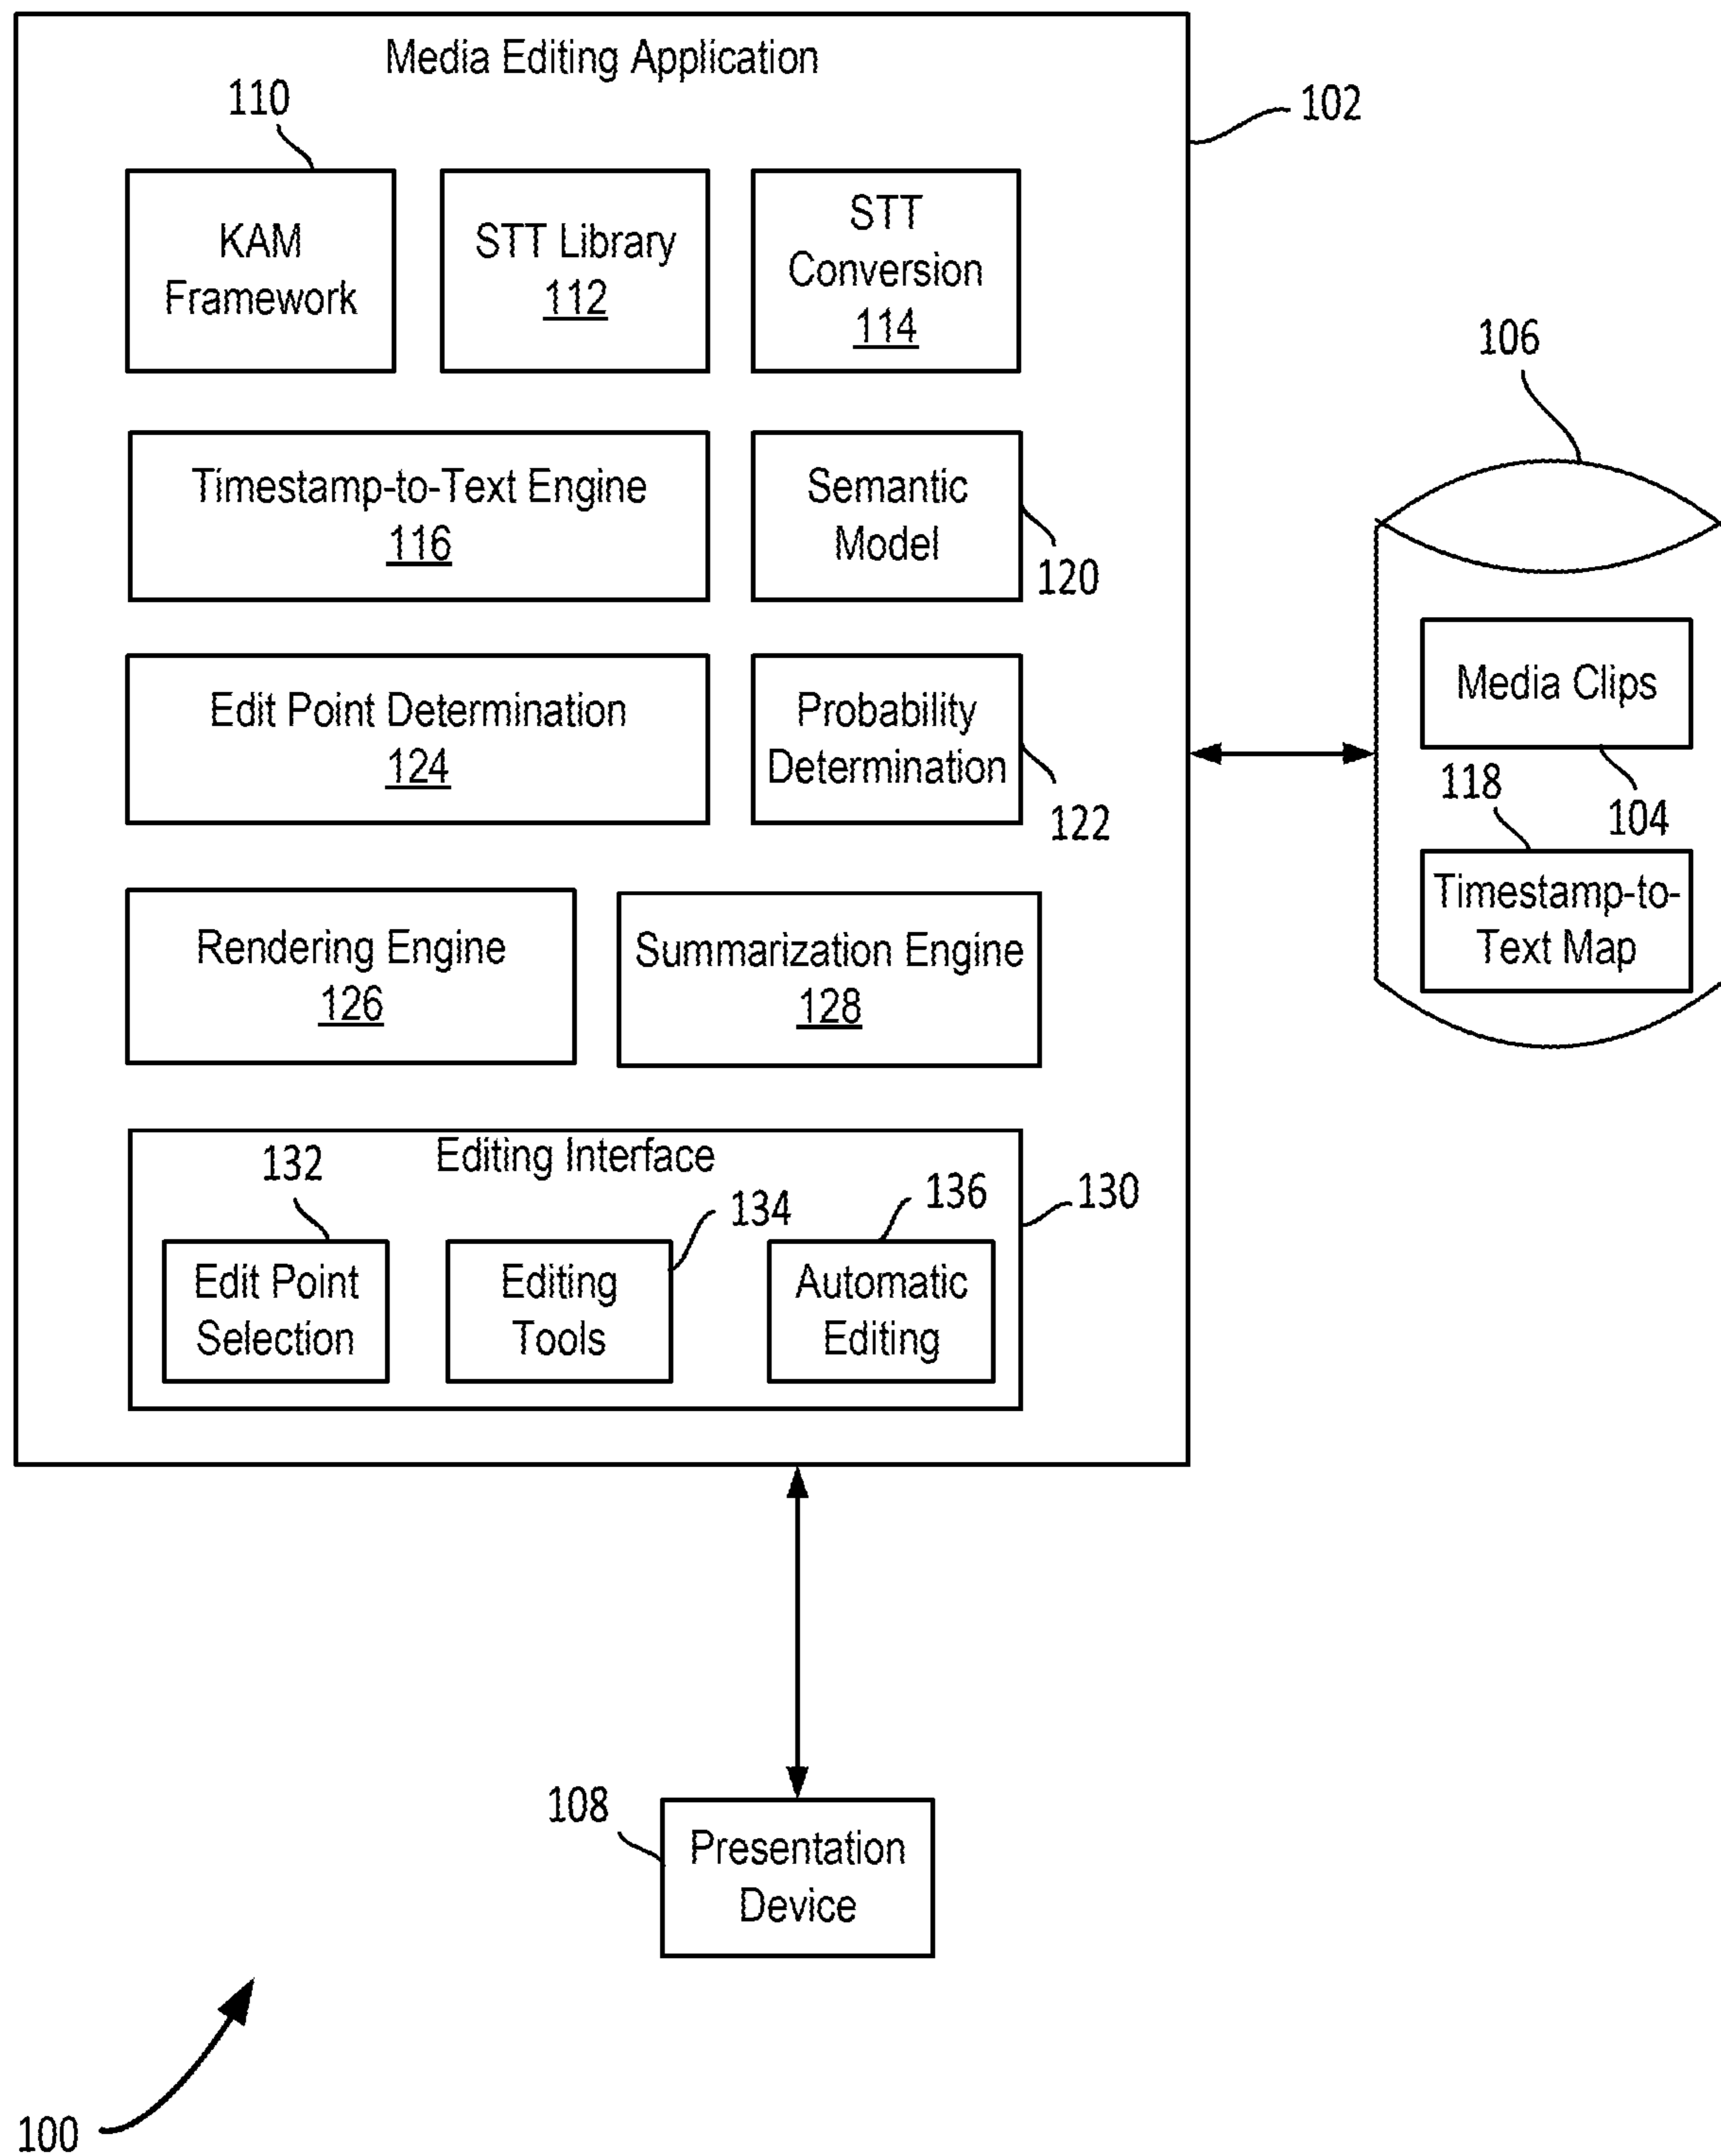 Media Editing Application
110
102
KAM
Framework
STT Library
112
STT
Conversion
114
106
Timestamp-to-Text Engine
116
Semantic
Model
120
Media Clips
104
Edit Point Determination
124
Probability
Determination
122
118
Timestamp-to-
Text Map
Rendering Engine
126
Summarization Engine
128
Editing Interface
132
134
136
130
Edit Point
Selection
Editing
Tools
Automatic
Editing
108
Presentation
Device
100